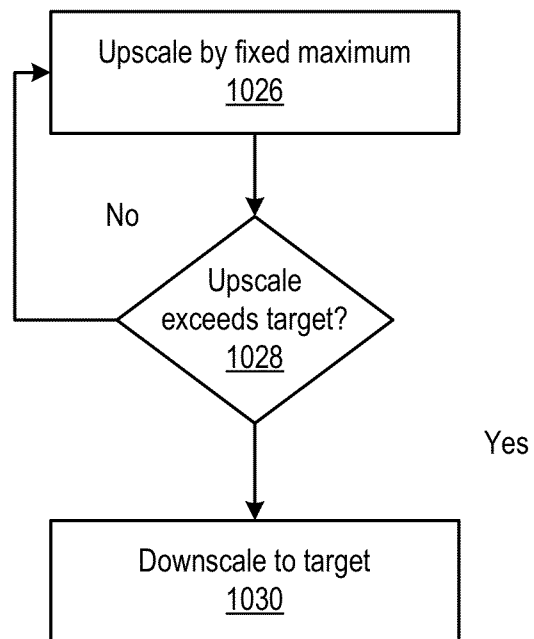 Upscale by fixed maximum
1026
No
Upscale
exceeds target?
1028
Yes
Downscale to target
1030